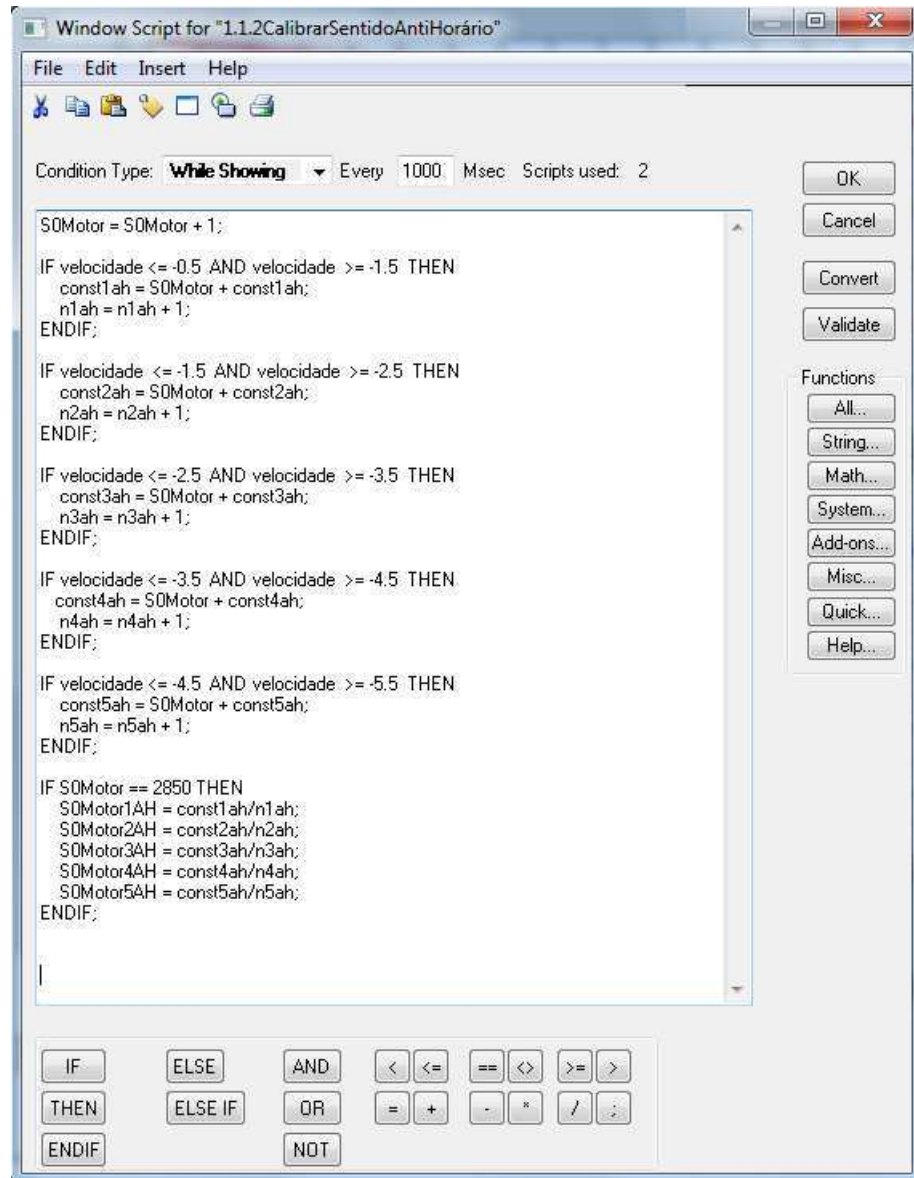 Window Script for "1.1.2CalibrarSentidoAntiHorário"
File Edit Insert Help
Condition Type: While Showing Every 1000 Msec Scripts used: 2
S0Motor = S0Motor + 1;
IF velocidade <= -0.5 AND velocidade >= -1.5 THEN
const1ah = S0Motor + const1ah;
n1ah = n1ah + 1;
ENDIF;
IF velocidade <= -1.5 AND velocidade >= -2.5 THEN
const2ah = S0Motor + const2ah;
n2ah = n2ah + 1;
ENDIF;
IF velocidade <= -2.5 AND velocidade >= -3.5 THEN
const3ah = S0Motor + const3ah;
n3ah = n3ah + 1;
ENDIF;
IF velocidade <= -3.5 AND velocidade >= -4.5 THEN
const4ah = S0Motor + const4ah;
n4ah = n4ah + 1;
ENDIF;
IF velocidade <= -4.5 AND velocidade >= -5.5 THEN
const5ah = S0Motor + const5ah;
n5ah = n5ah + 1;
ENDIF;
IF S0Motor == 2850 THEN
S0Motor1AH = const1ah/n1ah;
S0Motor2AH = const2ah/n2ah;
S0Motor3AH = const3ah/n3ah;
S0Motor4AH = const4ah/n4ah;
S0Motor5AH = const5ah/n5ah;
ENDIF;
OK
Cancel
Convert
Validate
Functions
All...
String...
Math...
System...
Add-ons...
Misc...
Quick...
Help...
IF ELSE AND < <= == <> >= >
THEN ELSE IF OR = + - * / ;
ENDIF NOT